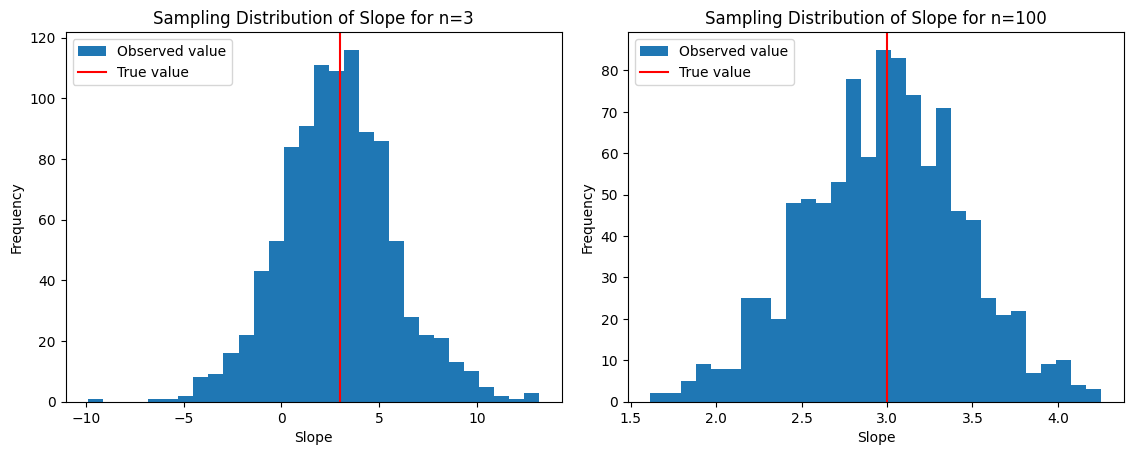 Sampling Distribution of Slope for n=3
Observed value
True value
120
100
80
60
40
20
0
Frequency
−10
−5
0
5
10
Slope
Sampling Distribution of Slope for n=100
Observed value
True value
80
70
60
50
40
30
20
10
0
Frequency
1.5
2.0
2.5
3.0
3.5
4.0
Slope